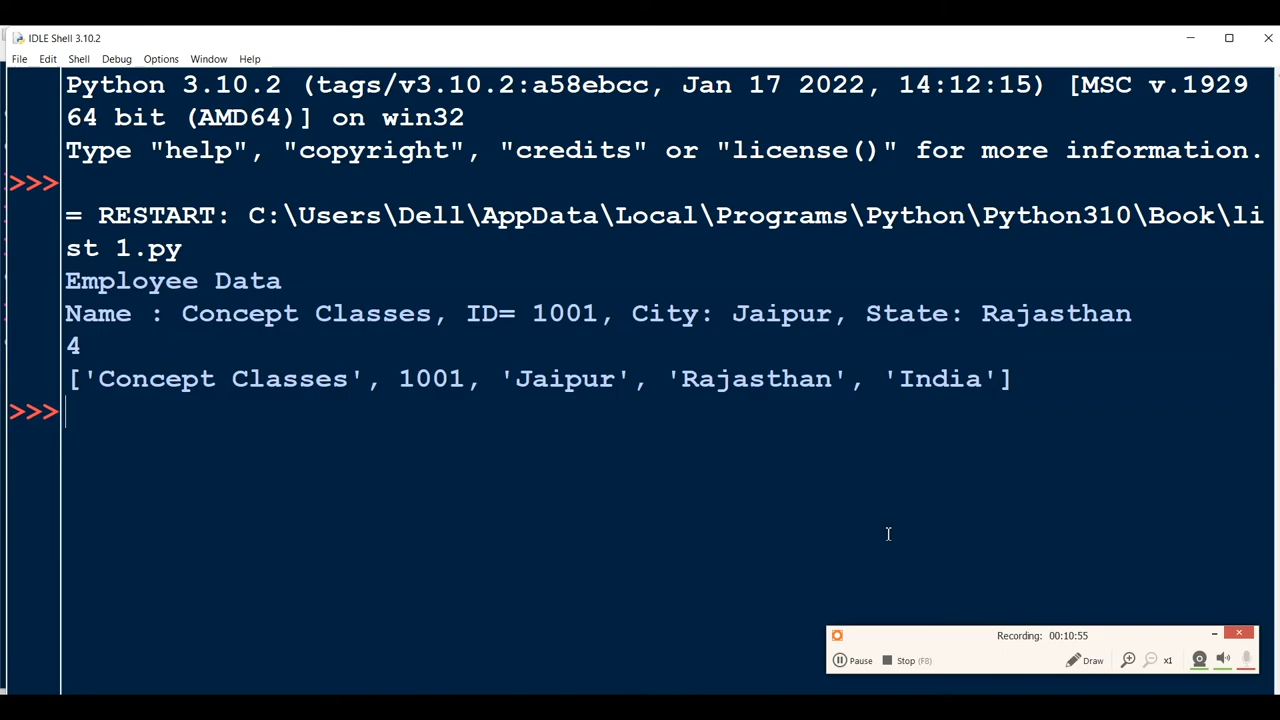 IDLE Shell 3.10.2
File Edit Shell Debug Options Window Help
Python 3.10.2 (tags/v3.10.2:a58ebcc, Jan 17 2022, 14:12:15) [MSC v.1929
64 bit (AMD64)] on win32
Type "help", "copyright", "credits" or "license()" for more information.
>>>
= RESTART: C:\Users\Dell\AppData\Local\Programs\Python\Python310\Book\li
st 1.py
Employee Data
Name : Concept Classes, ID= 1001, City: Jaipur, State: Rajasthan
4
['Concept Classes', 1001, 'Jaipur', 'Rajasthan', 'India']
>>>
Recording: 00:10:55
Pause Stop (F8) Draw x1